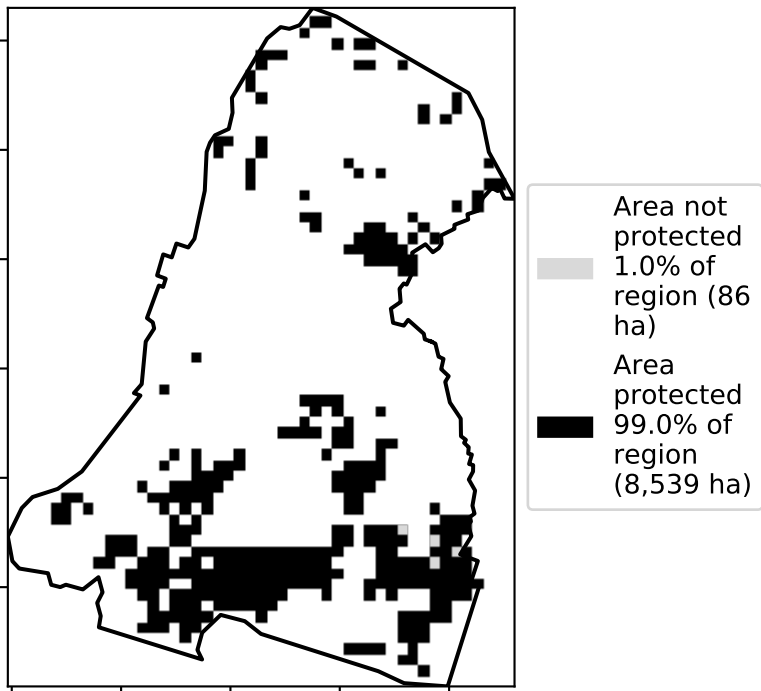 Area not
protected
1.0% of
region (86
ha)
Area
protected
99.0% of
region
(8,539 ha)